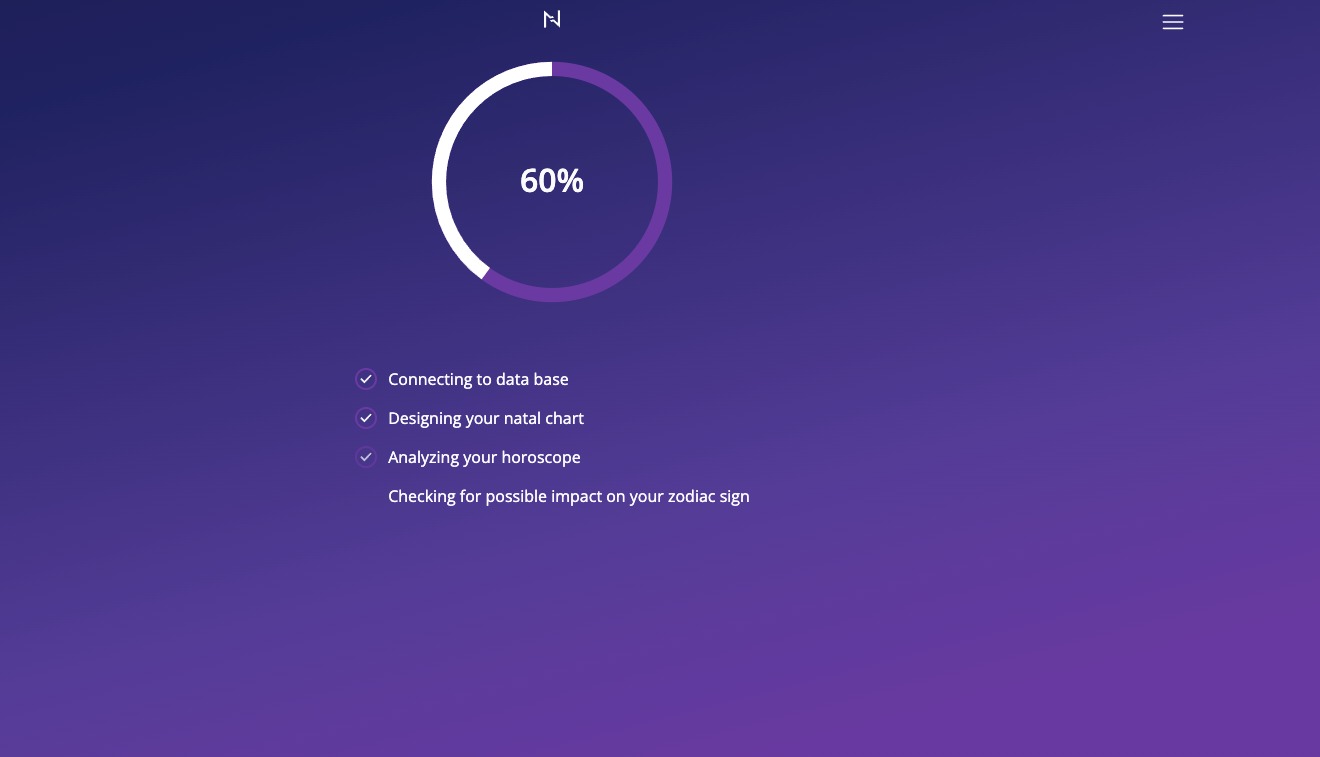 60%
Connecting to data base
Designing your natal chart
Analyzing your horoscope
Checking for possible impact on your zodiac sign